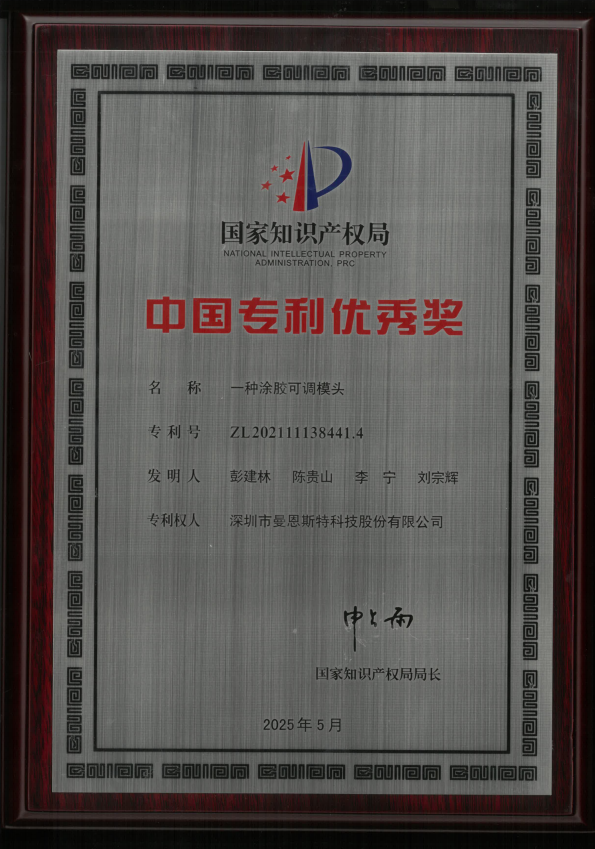 国家知识产权局
NATIONAL INTELLECTUAL PROPERTY
ADMINISTRATION, PRC
中国专利优秀奖
名 称 一种涂胶可调模头
专利号 ZL202111138441.4
发明人 彭建林 陈贵山 李 宁 刘宗辉
专利权人 深圳市曼恩斯特科技股份有限公司
申长雨
国家知识产权局局长
2025年5月